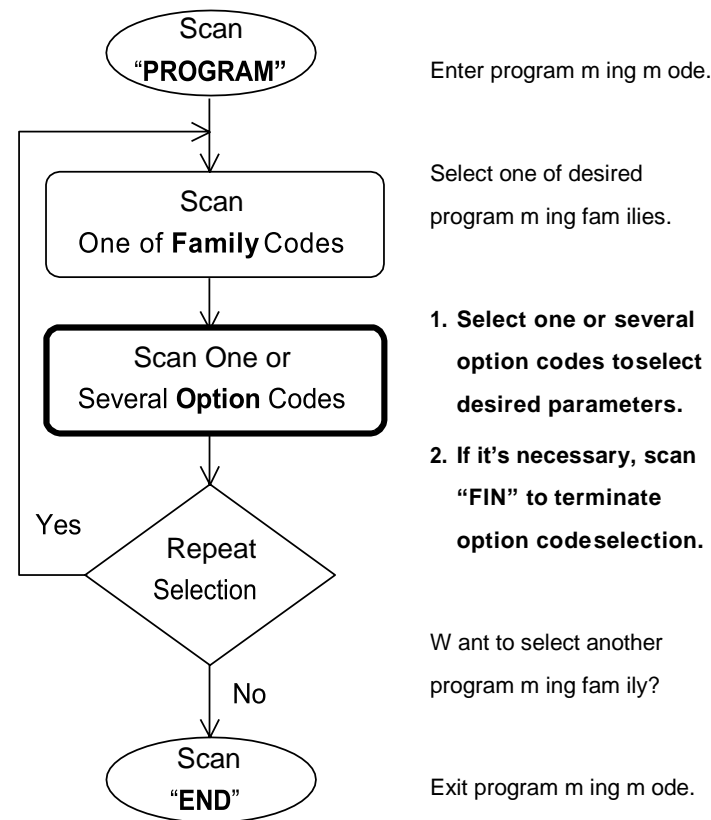 Scan
“PROGRAM”
Enter program m ing m ode.
Scan
One of Family Codes
Select one of desired
program m ing fam ilies.
Scan One or
Several Option Codes
1. Select one or several
option codes toselect
desired parameters.
2. If it’s necessary, scan
“FIN” to terminate
option codeselection.
Yes
Repeat
Selection
No
W ant to select another
program m ing fam ily?
Scan
“END”
Exit program m ing m ode.